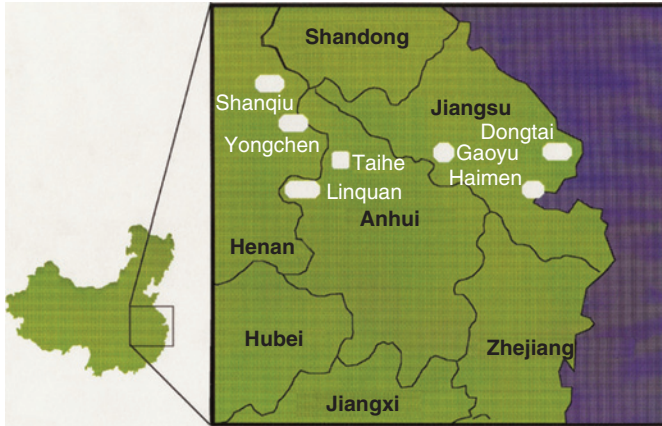 Shandong
Shanqiu
Jiangsu
Yongchen
Dongtai
Taihe
Gaoyu
Linquan
Haimen
Anhui
Henan
Hubei
Zhejiang
Jiangxi